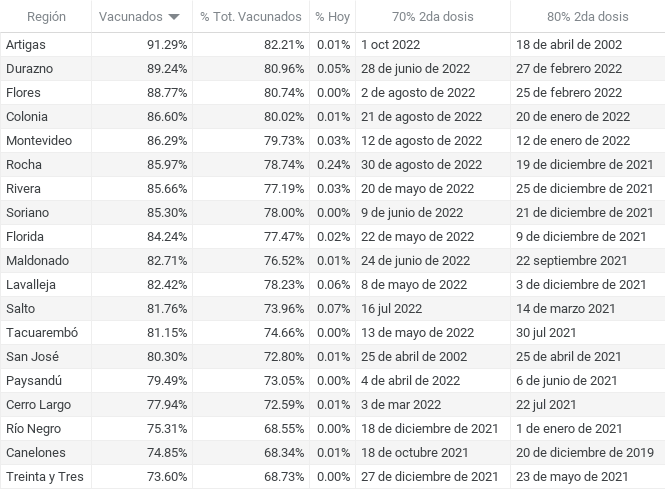 Región Vacunados % Tot. Vacunados % Hoy 70% 2da dosis 80% 2da dosis
Artigas 91.29% 82.21% 0.01% 1 oct 2022 18 de abril de 2002
Durazno 89.24% 80.96% 0.05% 28 de junio de 2022 27 de febrero de 2022
Flores 88.77% 80.74% 0.00% 2 de agosto de 2022 25 de febrero de 2022
Colonia 86.60% 80.02% 0.01% 21 de agosto de 2022 20 de enero de 2022
Montevideo 86.29% 79.73% 0.03% 12 de agosto de 2022 12 de enero de 2022
Rocha 85.97% 78.74% 0.24% 30 de agosto de 2022 19 de diciembre de 2021
Rivera 85.66% 77.19% 0.03% 20 de mayo de 2022 25 de diciembre de 2021
Soriano 85.30% 78.00% 0.00% 9 de junio de 2022 21 de diciembre de 2021
Florida 84.24% 77.47% 0.02% 22 de mayo de 2022 9 de diciembre de 2021
Maldonado 82.71% 76.52% 0.01% 24 de junio de 2022 22 septiembre 2021
Lavalleja 82.42% 78.23% 0.06% 8 de mayo de 2022 3 de diciembre de 2021
Salto 81.76% 73.96% 0.07% 16 jul 2022 14 de marzo 2021
Tacuarembó 81.15% 74.66% 0.00% 13 de mayo de 2022 30 jul 2021
San José 80.30% 72.80% 0.01% 25 de abril de 2002 25 de abril de 2021
Paysandú 79.49% 73.05% 0.00% 4 de abril de 2022 6 de junio de 2021
Cerro Largo 77.94% 72.59% 0.01% 3 de mar 2022 22 jul 2021
Río Negro 75.31% 68.55% 0.00% 18 de diciembre de 2021 1 de enero de 2021
Canelones 74.85% 68.34% 0.01% 18 de octubre 2021 20 de diciembre de 2019
Treinta y Tres 73.60% 68.73% 0.00% 27 de diciembre de 2021 23 de mayo de 2021